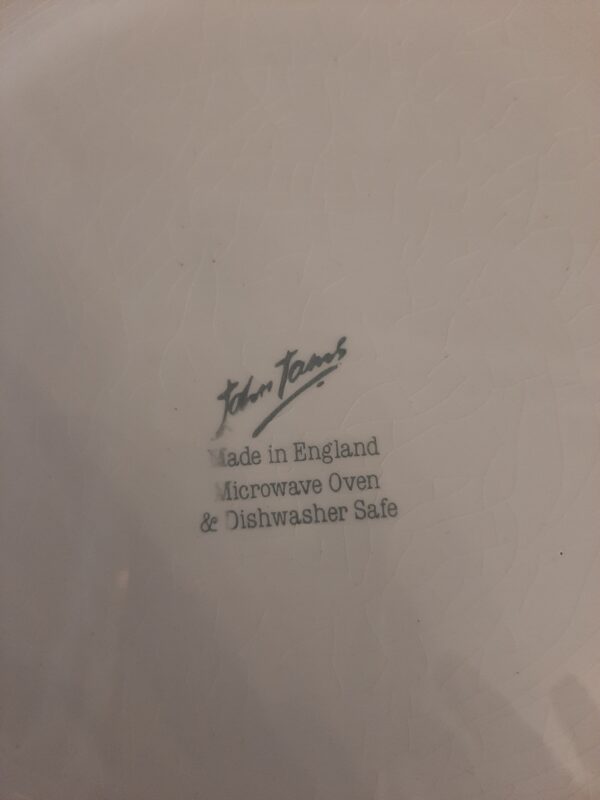 John Tams
Made in England
Microwave Oven
& Dishwasher Safe